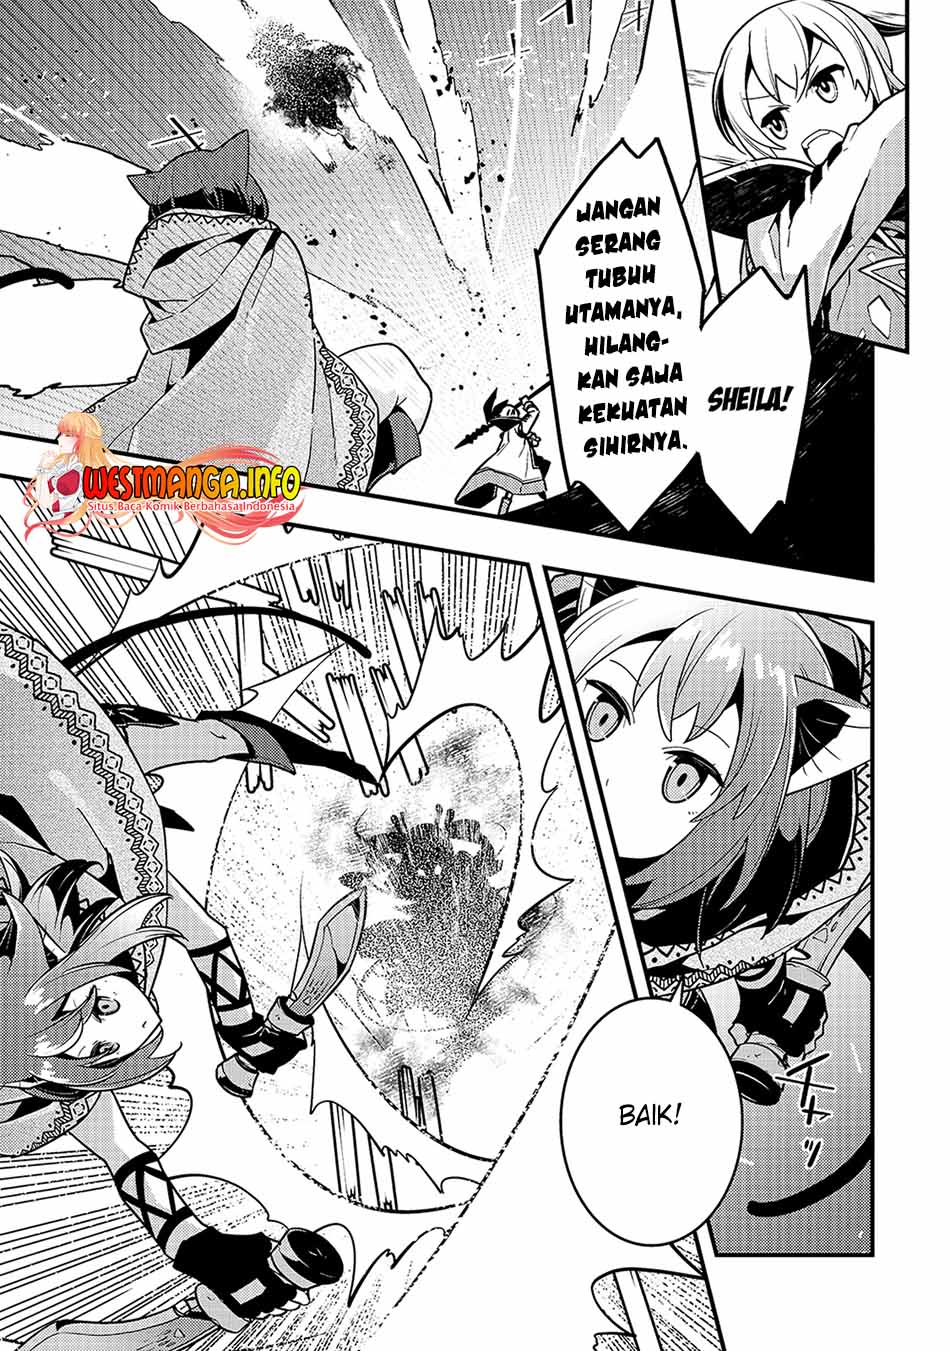 SHEILA!
JANGAN
SERANG
TUBUH
UTAMANYA,
HILANG-
KAN SAJA
KEKUATAN
SIHIRNYA.
WESTMANGA.INFO
Situs Baca Komik Berbahasa Indonesia
BAIK!